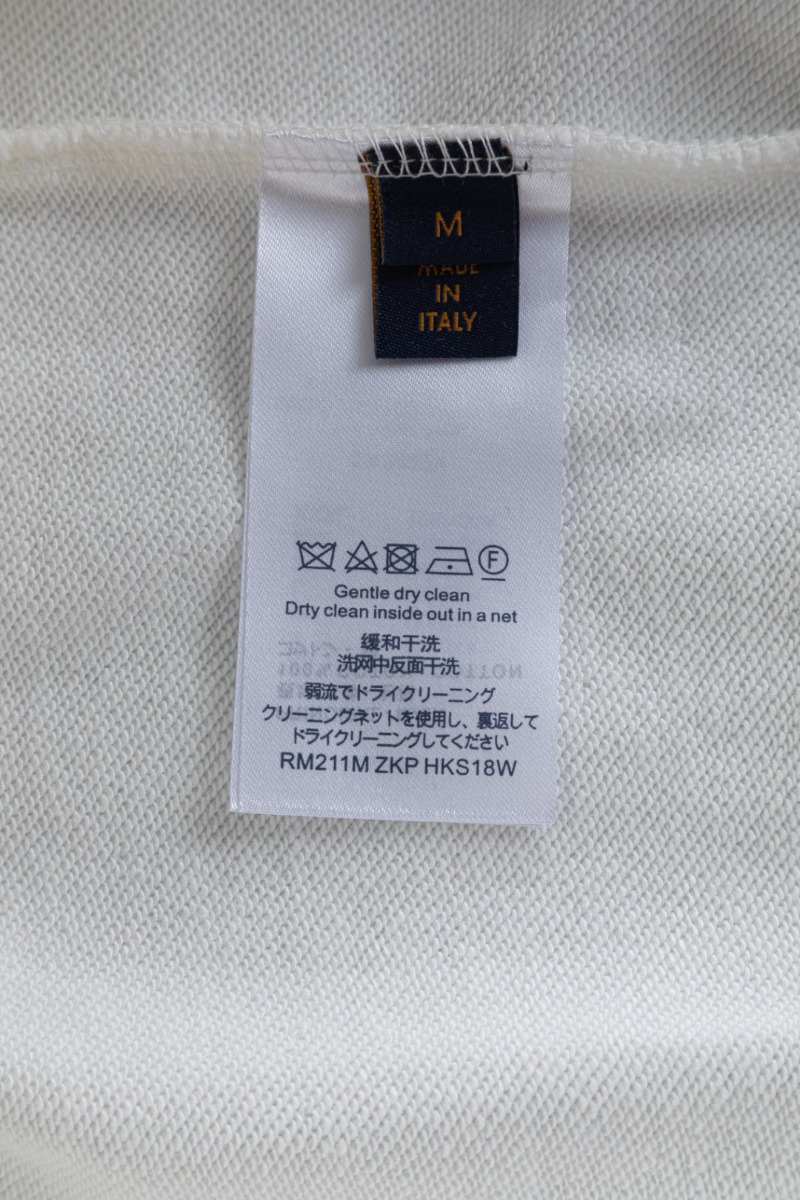 M
MADE
IN
ITALY
F
Gentle dry clean
Drty clean inside out in a net
缓和干洗
洗网中反面干洗
弱流でドライクリーニング
クリーニングネットを使用し、裏返して
ドライクリーニングしてください
RM211M ZKP HKS18W